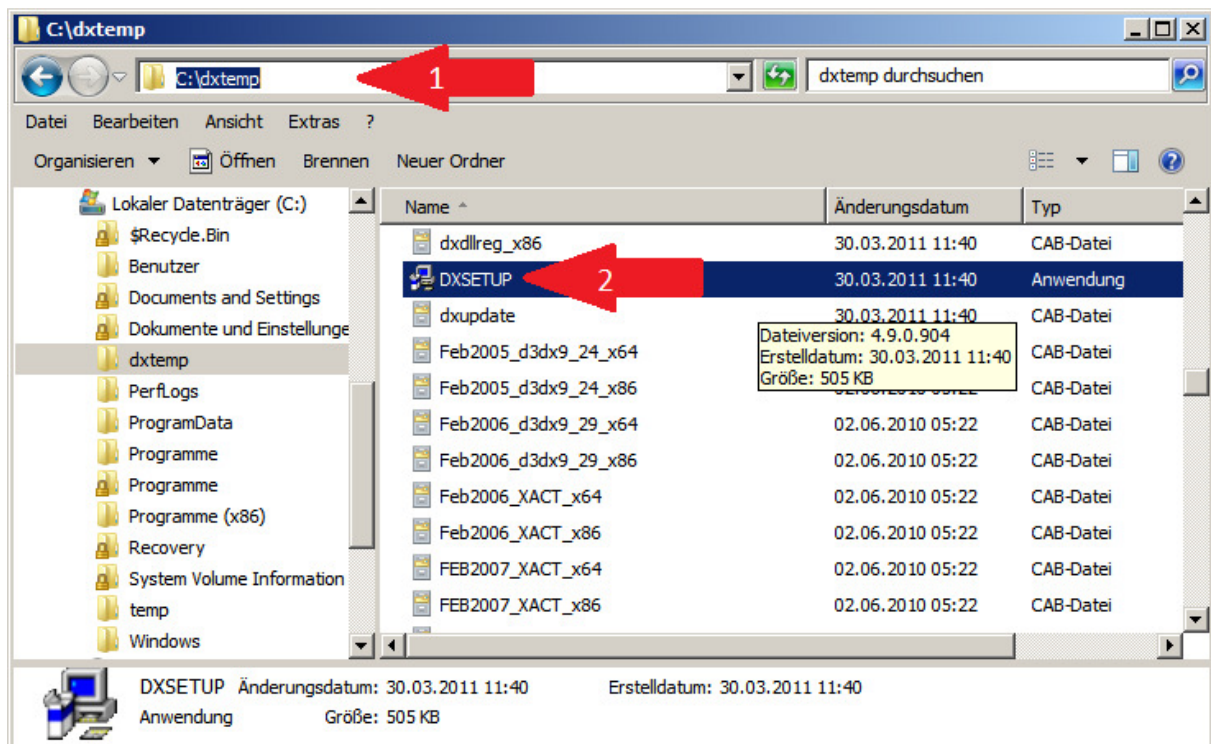 C:\dxtemp
C:\dxtemp
1
dxtemp durchsuchen
Datei Bearbeiten Ansicht Extras ?
Organisieren Öffnen Brennen Neuer Ordner
Lokaler Datenträger (C:)
$Recycle.Bin
Benutzer
Documents and Settings
Dokumente und Einstellunge
dxtemp
PerfLogs
ProgramData
Programme
Programme
Programme (x86)
Recovery
System Volume Information
temp
Windows
Name Änderungsdatum Typ
dxdllreg_x86 30.03.2011 11:40 CAB-Datei
DXSETUP 2 30.03.2011 11:40 Anwendung
dxupdate 30.03.2011 11:40 CAB-Datei
Dateiversion: 4.9.0.904
Erstelldatum: 30.03.2011 11:40
Größe: 505 KB
Feb2005_d3dx9_24_x64 CAB-Datei
Feb2005_d3dx9_24_x86 CAB-Datei
Feb2006_d3dx9_29_x64 02.06.2010 05:22 CAB-Datei
Feb2006_d3dx9_29_x86 02.06.2010 05:22 CAB-Datei
Feb2006_XACT_x64 02.06.2010 05:22 CAB-Datei
Feb2006_XACT_x86 02.06.2010 05:22 CAB-Datei
FEB2007_XACT_x64 02.06.2010 05:22 CAB-Datei
FEB2007_XACT_x86 02.06.2010 05:22 CAB-Datei
DXSETUP Änderungsdatum: 30.03.2011 11:40 Erstelldatum: 30.03.2011 11:40
Anwendung Größe: 505 KB